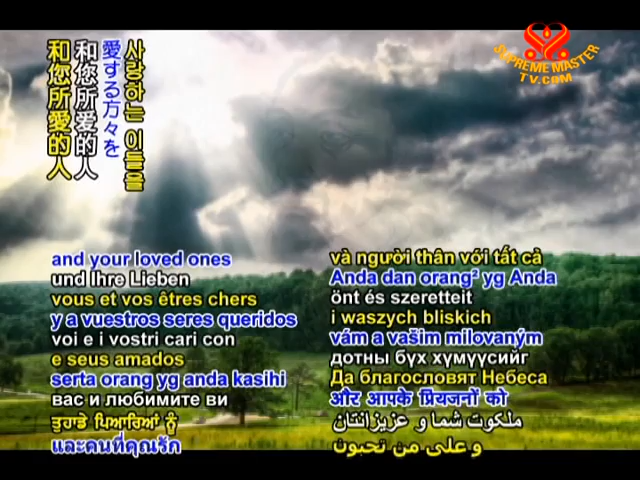 SUPREME MASTER
TV.COM
사랑하는 이들을
愛する方々を
和您所爱的人
和您所愛的人
and your loved ones
und Ihre Lieben
vous et vos êtres chers
y a vuestros seres queridos
voi e i vostri cari con
e seus amados
serta orang yg anda kasihi
вас и любимите ви
ਤੁਹਾਡੇ ਪਿਆਰਿਆਂ ਨੂੰ
และคนที่คุณรัก
và người thân với tất cả
Anda dan orang² yg Anda
önt és szeretteit
i waszych bliskich
vám a vašim milovaným
дотны бүх хүмүүсийг
Да благословят Небеса
और आपके प्रियजनों को
ملکوت شما و عزیزانتان
و على من تحبون